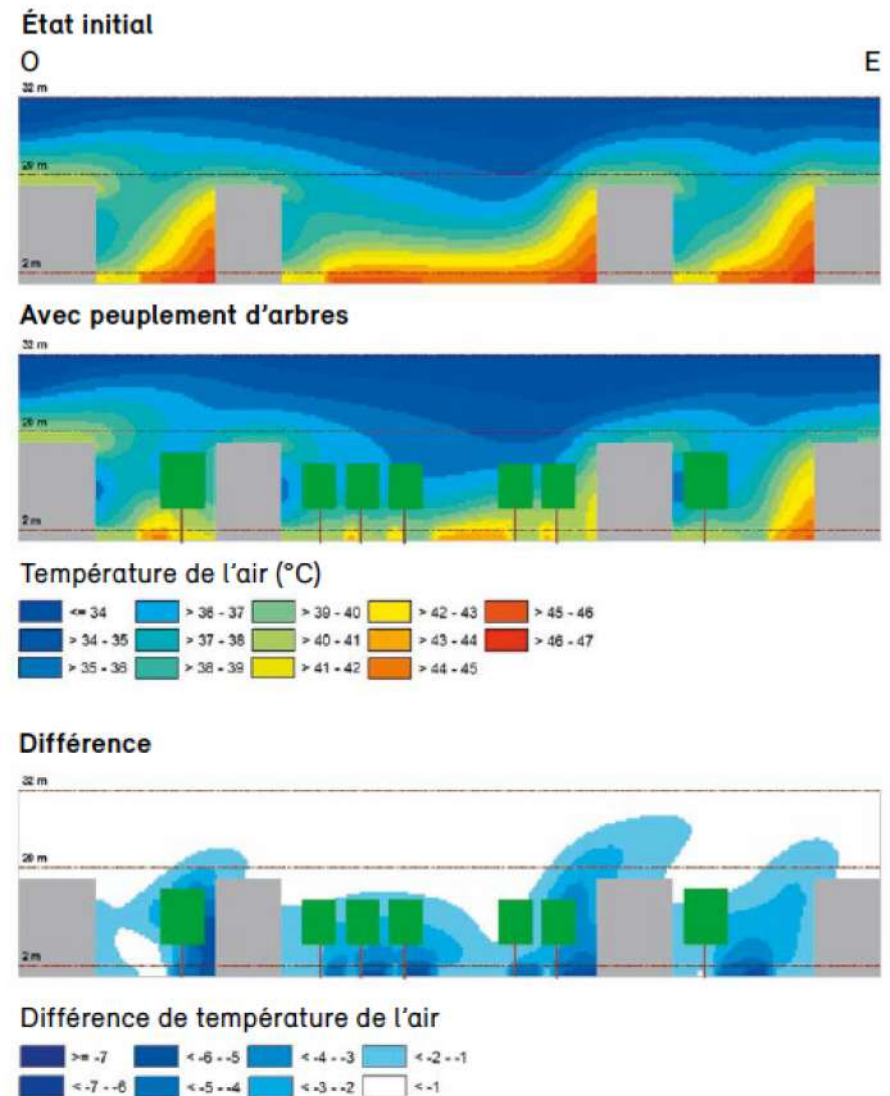 État initial
O E
32 m
20 m
2 m
Avec peuplement d'arbres
32 m
20 m
2 m
Température de l'air (°C)
<= 34 > 36 - 37 > 39 - 40 > 42 - 43 > 45 - 46
> 34 - 35 > 37 - 38 > 40 - 41 > 43 - 44 > 46 - 47
> 35 - 36 > 38 - 39 > 41 - 42 > 44 - 45
Différence
32 m
20 m
2 m
Différence de température de l'air
>= -7 < -6 - -5 < -4 - -3 < -2 - -1
< -7 - -6 < -5 - -4 < -3 - -2 < -1